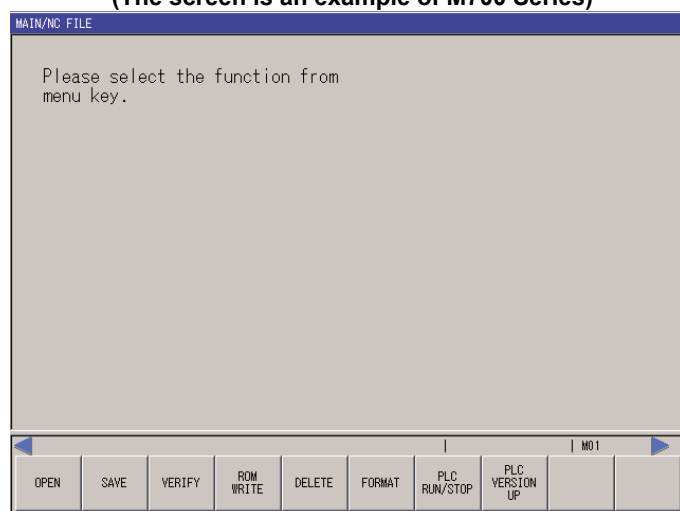 (The screen is an example of M700 Series)
MAIN/NC FILE
Please select the function from
menu key.
| | M01
OPEN SAVE VERIFY ROM WRITE DELETE FORMAT PLC RUN/STOP PLC VERSION UP